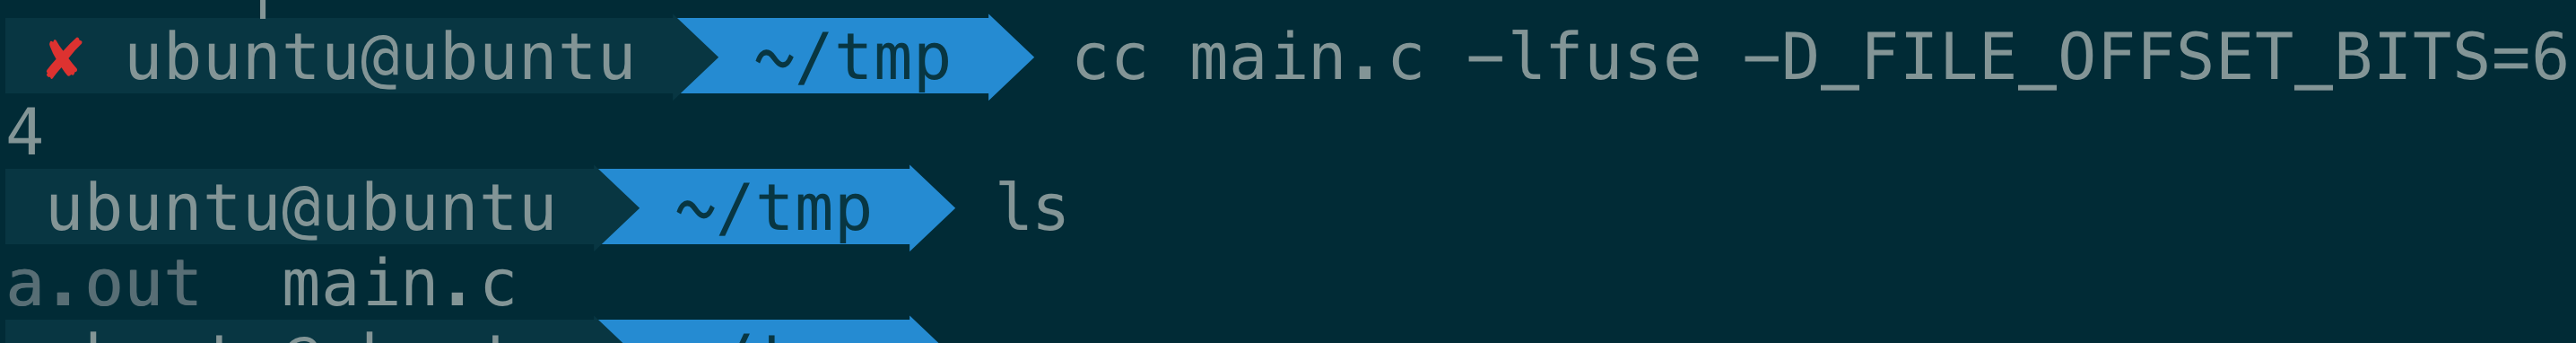 ✘ ubuntu@ubuntu ~/tmp cc main.c -lfuse -D_FILE_OFFSET_BITS=6
4
ubuntu@ubuntu ~/tmp ls
a.out main.c